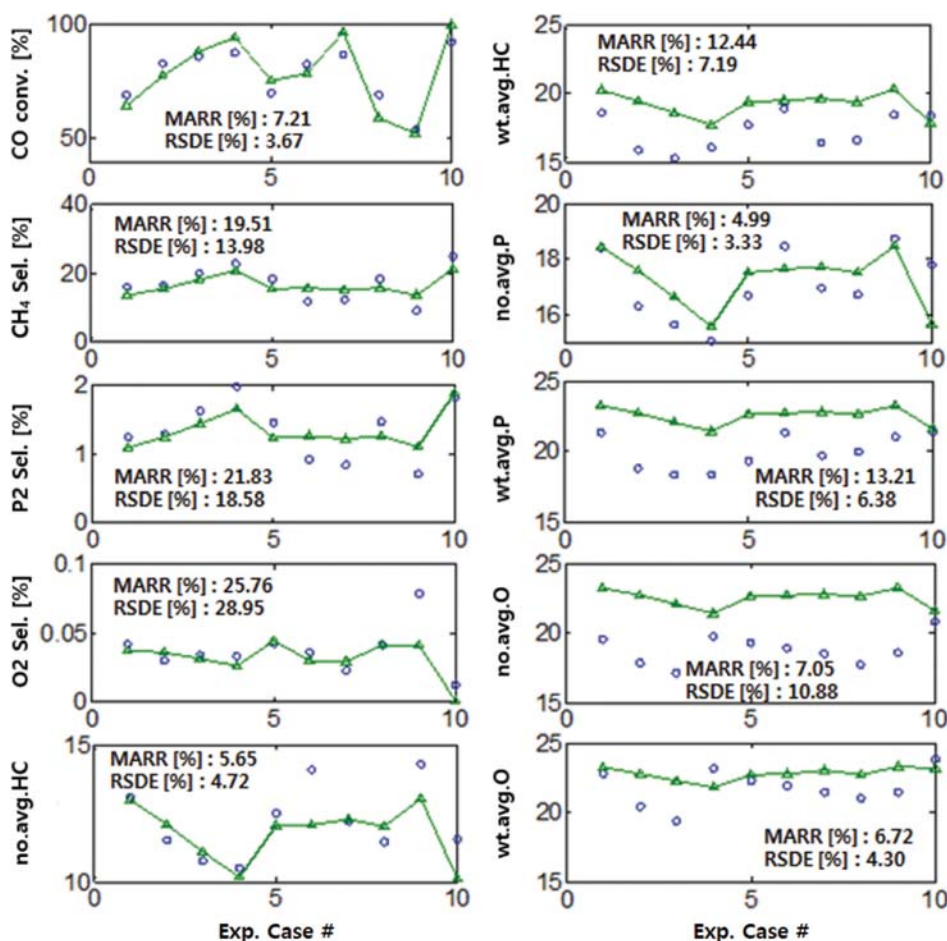 CO conv. [%]
100
50
MARR [%] : 7.21
RSDE [%] : 3.67
0
5
10
CH₄ Sel. [%]
40
20
0
MARR [%] : 19.51
RSDE [%] : 13.98
0
5
10
P2 Sel. [%]
2
1
0
MARR [%] : 21.83
RSDE [%] : 18.58
0
5
10
O2 Sel. [%]
0.1
0.05
0
MARR [%] : 25.76
RSDE [%] : 28.95
0
5
10
no.avg.HC
15
10
MARR [%] : 5.65
RSDE [%] : 4.72
0
5
10
Exp. Case #
wt.avg.HC
25
20
15
MARR [%] : 12.44
RSDE [%] : 7.19
0
5
10
no.avg.P
20
18
16
MARR [%] : 4.99
RSDE [%] : 3.33
0
5
10
wt.avg.P
25
20
15
MARR [%] : 13.21
RSDE [%] : 6.38
0
5
10
no.avg.O
25
20
15
MARR [%] : 7.05
RSDE [%] : 10.88
0
5
10
wt.avg.O
25
20
15
MARR [%] : 6.72
RSDE [%] : 4.30
0
5
10
Exp. Case #